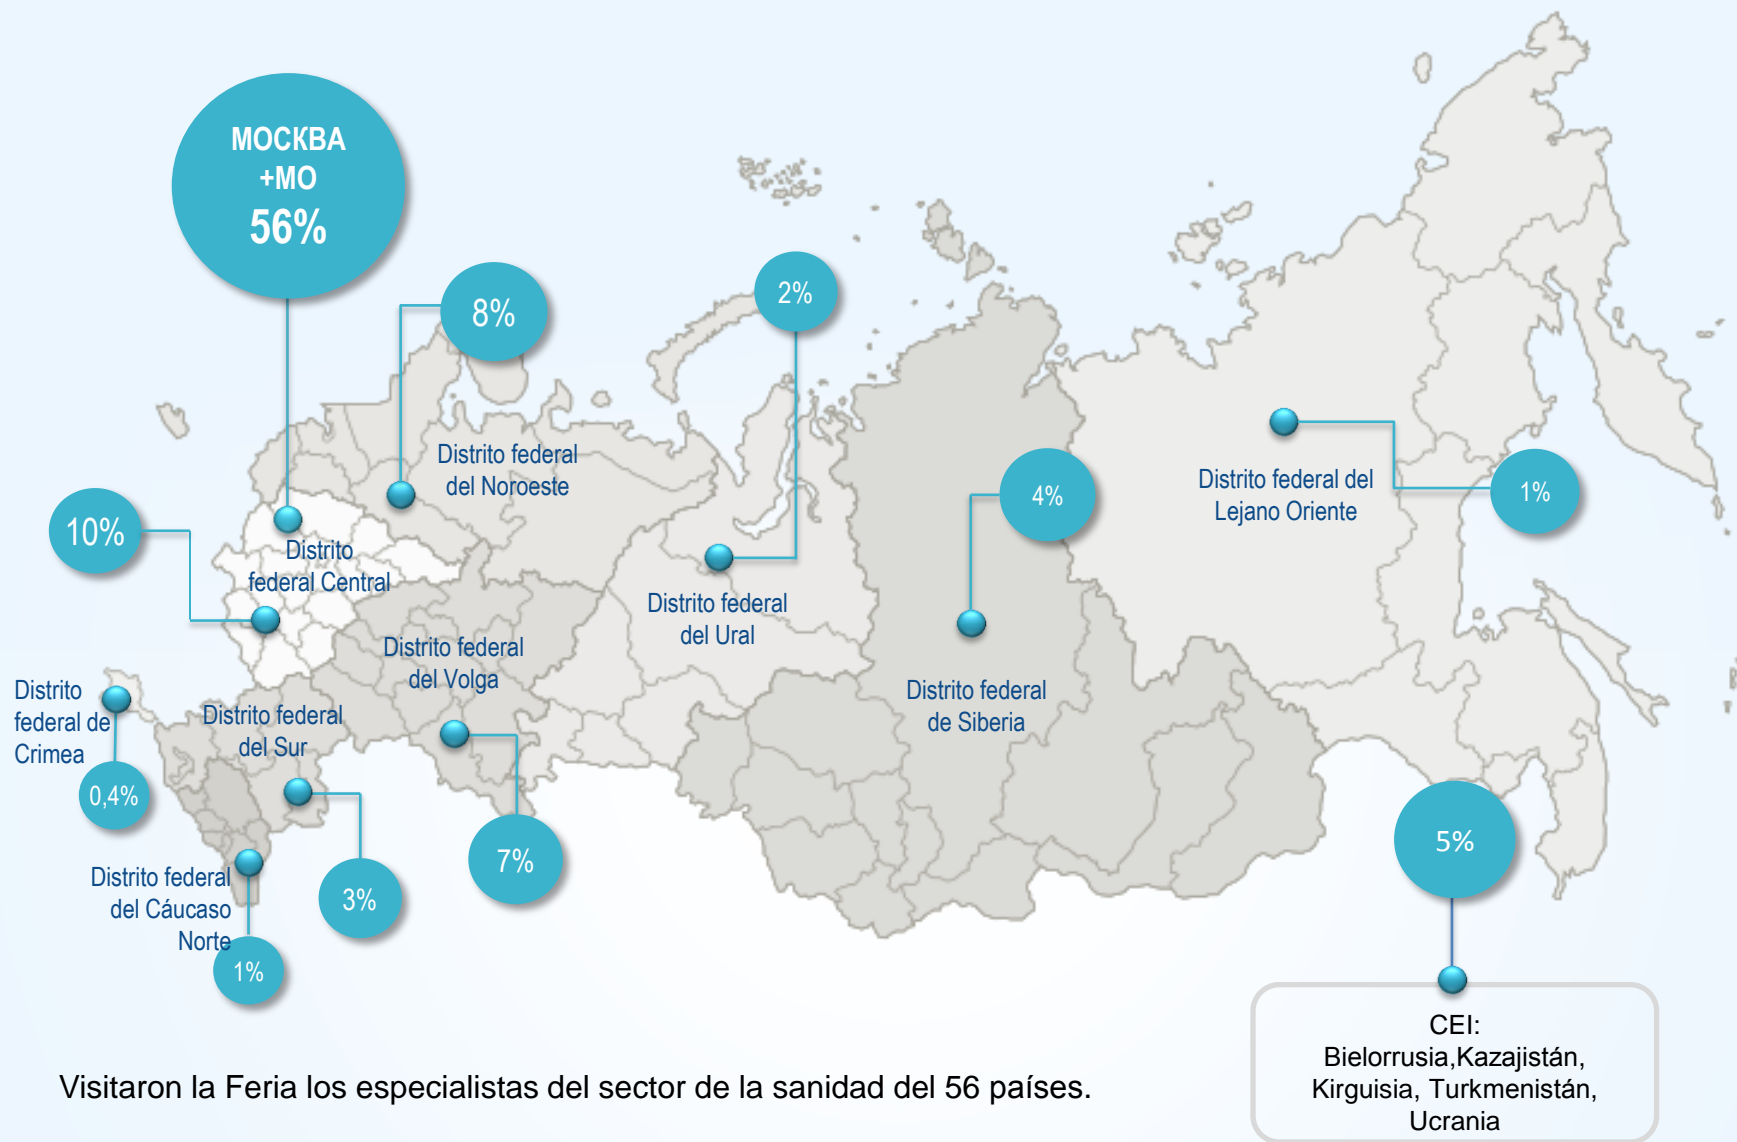 МОСКВА
+МО
56%
8%
2%
Distrito federal
del Noroeste
Distrito federal del
Lejano Oriente
4%
1%
10%
Distrito
federal Central
Distrito federal
del Ural
Distrito federal
del Volga
Distrito federal
de Siberia
Distrito
federal de
Crimea
Distrito federal
del Sur
0,4%
7%
5%
Distrito federal
del Cáucaso
Norte
3%
1%
CEI:
Bielorrusia,Kazajistán,
Kirguisia, Turkmenistán,
Ucrania
Visitaron la Feria los especialistas del sector de la sanidad del 56 países.